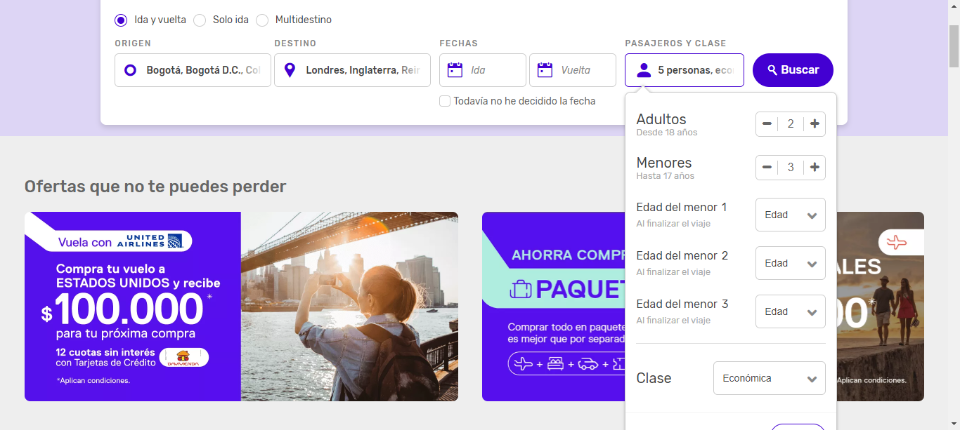 Ida y vuelta
Solo ida
Multidestino
ORIGEN
DESTINO
FECHAS
PASAJEROS Y CLASE
Bogotá, Bogotá D.C., Col
Londres, Inglaterra, Rein
Ida
Vuelta
5 personas, econ
Buscar
Todavía no he decidido la fecha
Adultos
Desde 18 años
2
Menores
Hasta 17 años
3
Edad del menor 1
Al finalizar el viaje
Edad
Edad del menor 2
Al finalizar el viaje
Edad
Edad del menor 3
Al finalizar el viaje
Edad
Clase
Económica
Ofertas que no te puedes perder
Vuela con UNITED AIRLINES
Compra tu vuelo a
ESTADOS UNIDOS y recibe
$100.000*
para tu próxima compra
12 cuotas sin interés
con Tarjetas de Crédito
DAVIVIENDA
*Aplican condiciones.
AHORRA COMPR
PAQUET
Comprar todo en paquete
es mejor que por separad
ALES
00*
Aplican condiciones.